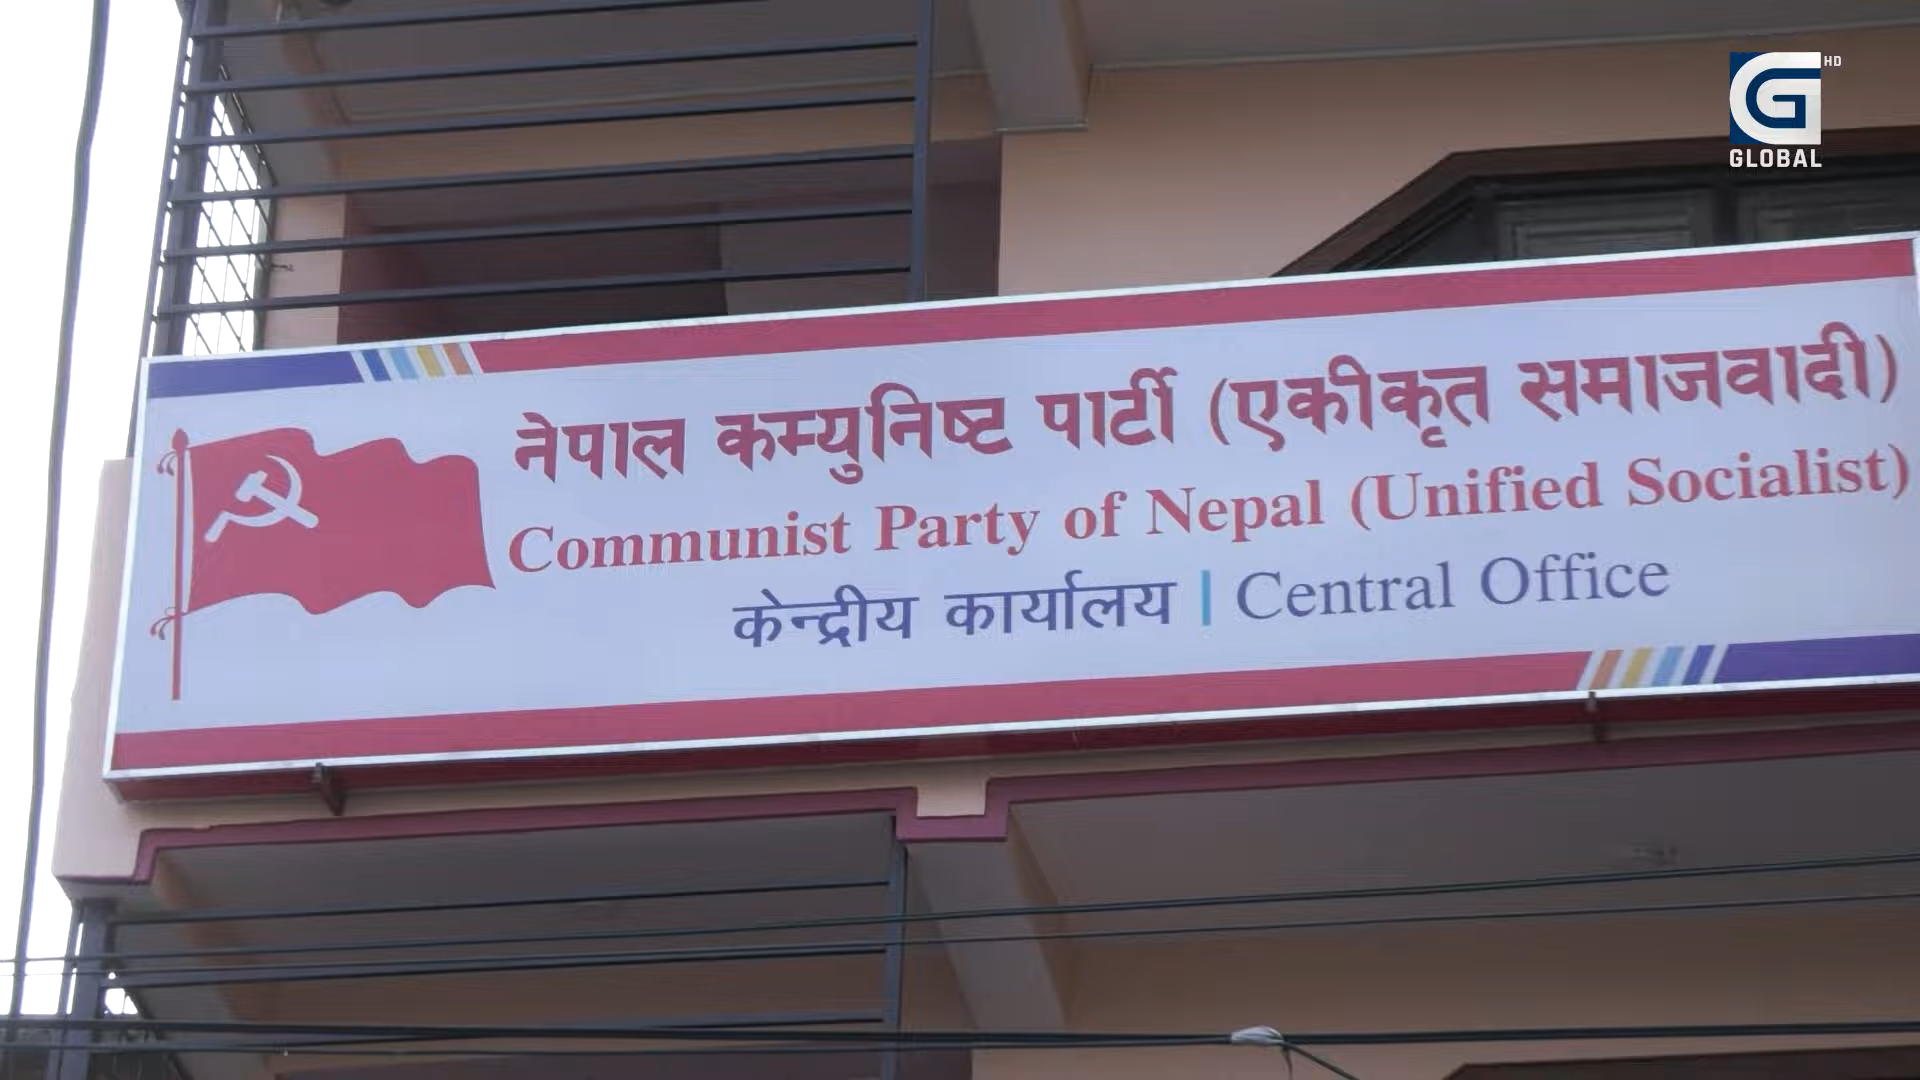 HD
GLOBAL
नेपाल कम्युनिष्ट पार्टी (एकीकृत समाजवादी)
Communist Party of Nepal (Unified Socialist)
केन्द्रीय कार्यालय | Central Office